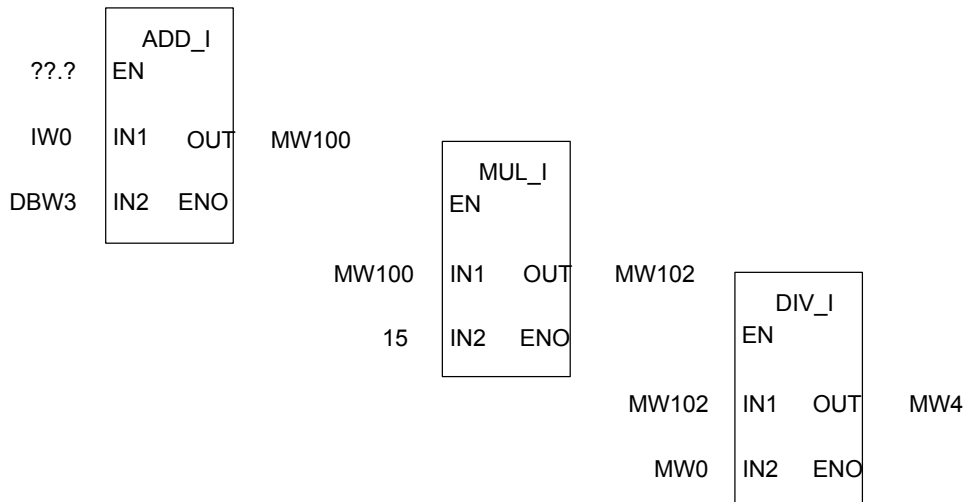 ADD_I
??.? EN
IW0 IN1 OUT MW100
DBW3 IN2 ENO
MUL_I
EN
MW100 IN1 OUT MW102
15 IN2 ENO
DIV_I
EN
MW102 IN1 OUT MW4
MW0 IN2 ENO